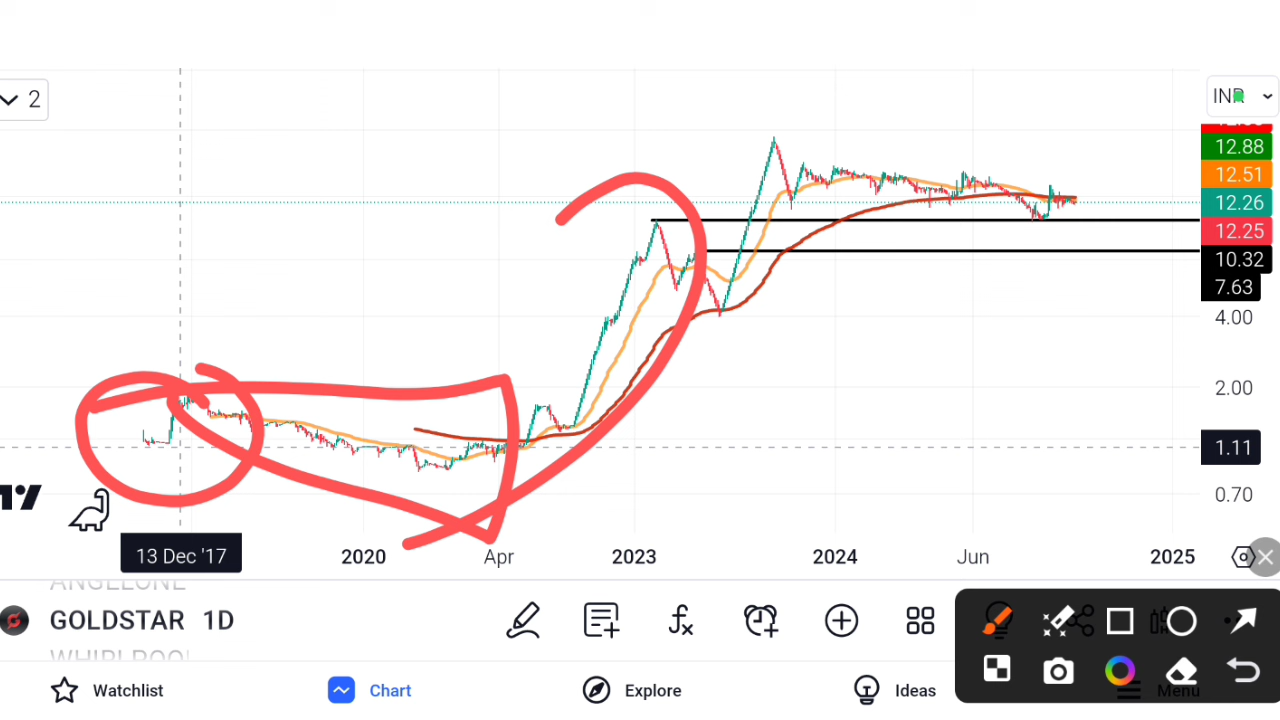 2
INR
12.88
12.51
12.26
12.25
10.32
7.63
4.00
2.00
1.11
0.70
13 Dec '17
2020
Apr
2023
2024
Jun
2025
ANGELONE
GOLDSTAR 1D
Watchlist
Chart
Explore
Ideas
Menu